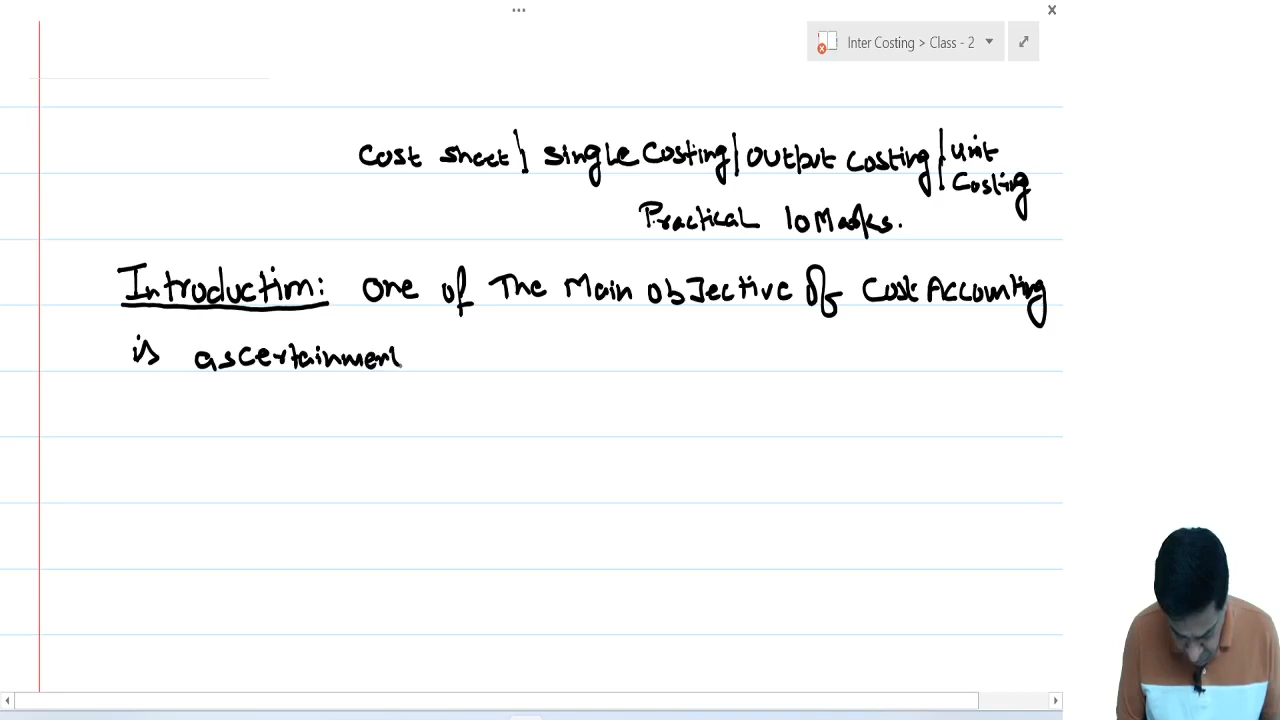 Inter Costing > Class - 2
Cost sheet | single Costing | output costing | unit Costing
Practical 10 Marks.
Introduction: One of The Main objective of Cost Accounting
is ascertainment